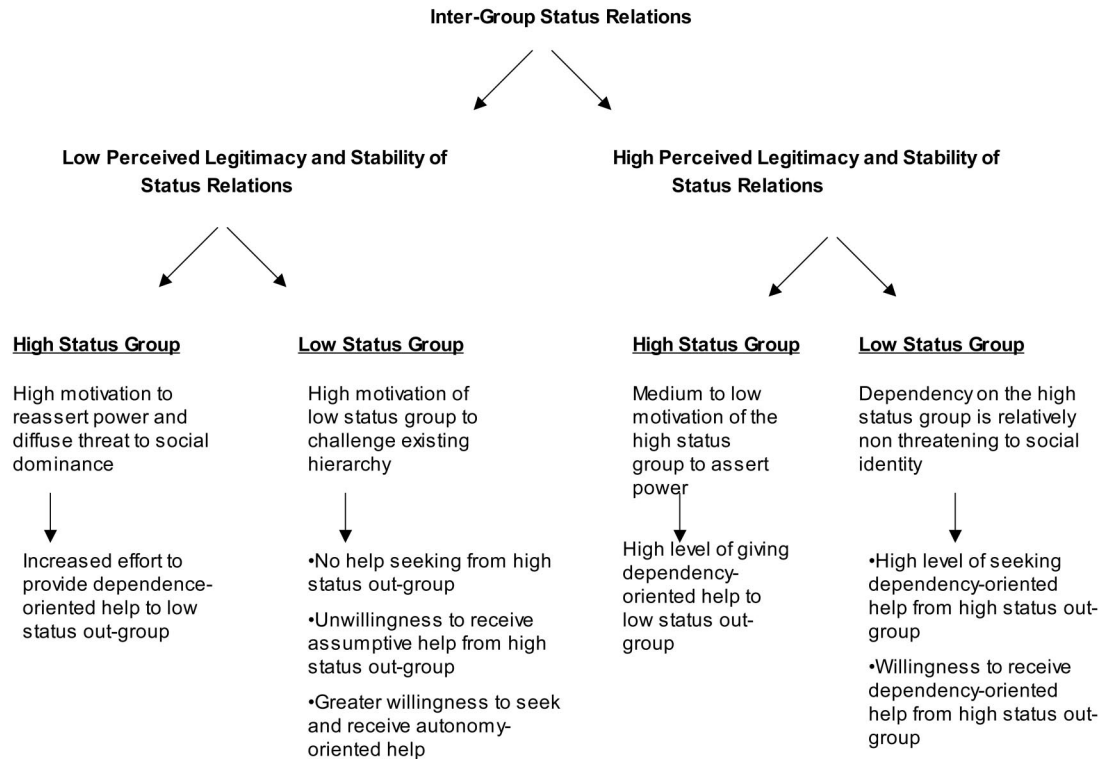 Inter-Group Status Relations
Low Perceived Legitimacy and Stability of
Status Relations
High Perceived Legitimacy and Stability of
Status Relations
High Status Group
High motivation to
reassert power and
diffuse threat to social
dominance
Increased effort to
provide dependence-
oriented help to low
status out-group
Low Status Group
High motivation of
low status group to
challenge existing
hierarchy
•No help seeking from high
status out-group
•Unwillingness to receive
assumptive help from high
status out-group
•Greater willingness to seek
and receive autonomy-
oriented help
High Status Group
Medium to low
motivation of the
high status
group to assert
power
High level of giving
dependency-
oriented help to
low status out-
group
Low Status Group
Dependency on the high
status group is relatively
non threatening to social
identity
•High level of seeking
dependency-oriented
help from high status out-
group
•Willingness to receive
dependency-oriented
help from high status out-
group